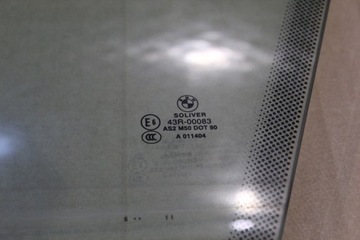 SOLIVER
43R-00083
AS2 M50 DOT 90
A 011404